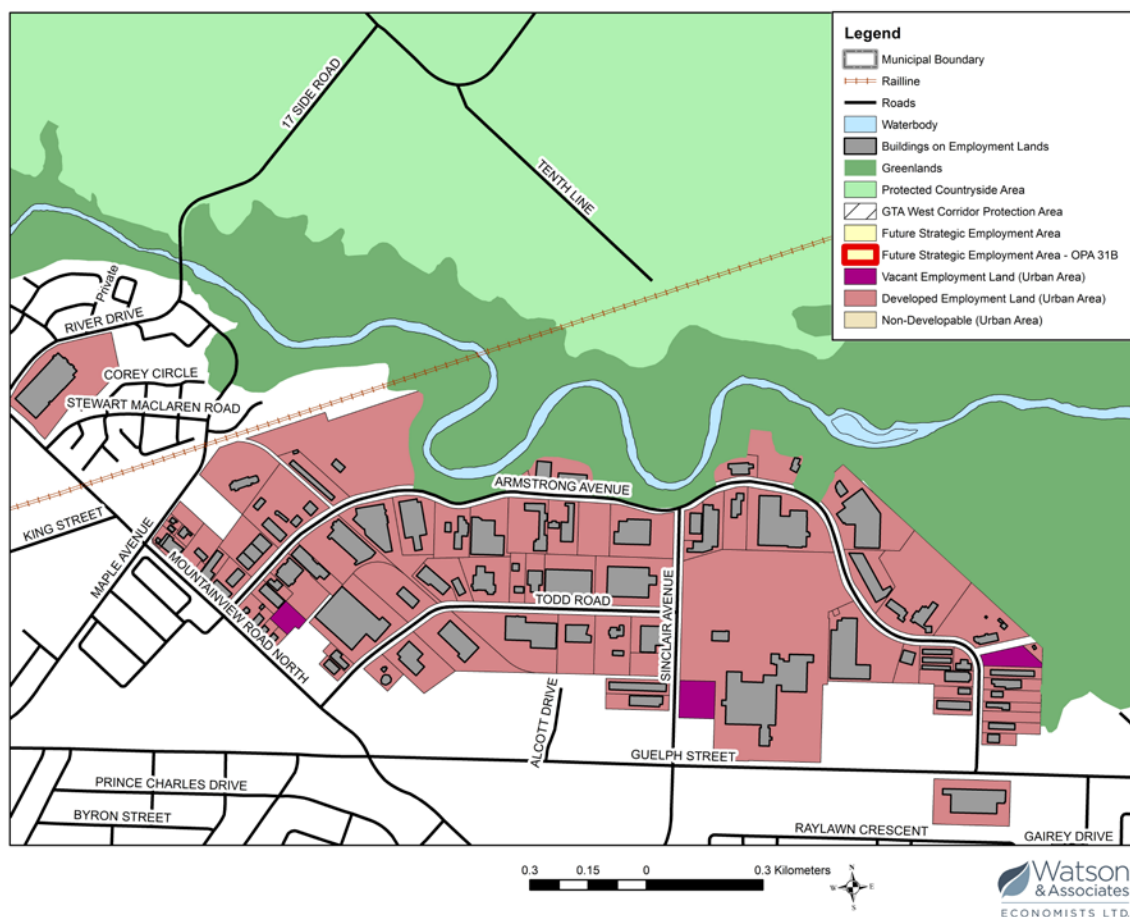 Legend
Municipal Boundary
Railline
Roads
Waterbody
Buildings on Employment Lands
Greenlands
Protected Countryside Area
GTA West Corridor Protection Area
Future Strategic Employment Area
Future Strategic Employment Area - OPA 31B
Vacant Employment Land (Urban Area)
Developed Employment Land (Urban Area)
Non-Developable (Urban Area)
17 SIDE ROAD
TENTH LINE
Private
RIVER DRIVE
COREY CIRCLE
STEWART MACLAREN ROAD
ARMSTRONG AVENUE
KING STREET
MAPLE AVENUE
MOUNTAINVIEW ROAD NORTH
TODD ROAD
SINCLAIR AVENUE
ALCOTT DRIVE
GUELPH STREET
PRINCE CHARLES DRIVE
BYRON STREET
RAYLAWN CRESCENT
GAIREY DRIVE
0.3 0.15 0 0.3 Kilometers
N
W E
S
Watson
& Associates
ECONOMISTS LTD.